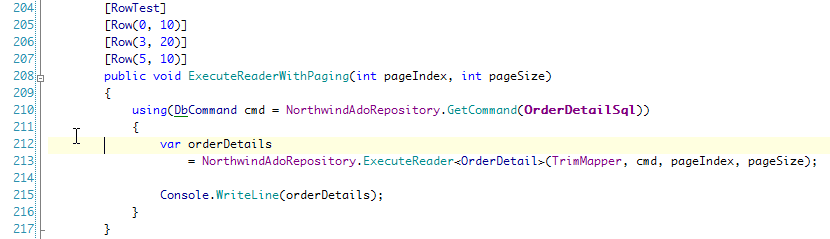 204 [RowTest]
205 [Row(0, 10)]
206 [Row(3, 20)]
207 [Row(5, 10)]
208 public void ExecuteReaderWithPaging(int pageIndex, int pageSize)
209 {
210 using(DbCommand cmd = NorthwindAdoRepository.GetCommand(OrderDetailSql))
211 {
212 var orderDetails
213 = NorthwindAdoRepository.ExecuteReader<OrderDetail>(TrimMapper, cmd, pageIndex, pageSize);
214
215 Console.WriteLine(orderDetails);
216 }
217 }